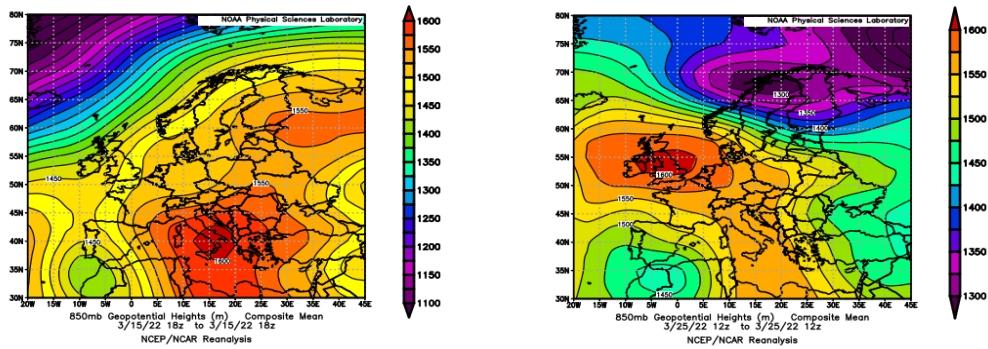 NOAA Physical Sciences Laboratory
80N
75N
70N
65N
60N
55N
50N
45N
40N
35N
30N
1550
1450
1550
1450
1600
20W 15W 10W 5W 0 5E 10E 15E 20E 25E 30E 35E 40E 45E
1600
1550
1500
1450
1400
1350
1300
1250
1200
1150
1100
850mb Geopotential Heights (m) Composite Mean
3/15/22 18z to 3/15/22 18z
NCEP/NCAR Reanalysis
NOAA Physical Sciences Laboratory
80N
75N
70N
65N
60N
55N
50N
45N
40N
35N
30N
1300
1350
1400
1600
1550
1500
1450
20W 15W 10W 5W 0 5E 10E 15E 20E 25E 30E 35E 40E 45E
1600
1550
1500
1450
1400
1350
1300
850mb Geopotential Heights (m) Composite Mean
3/25/22 12z to 3/25/22 12z
NCEP/NCAR Reanalysis